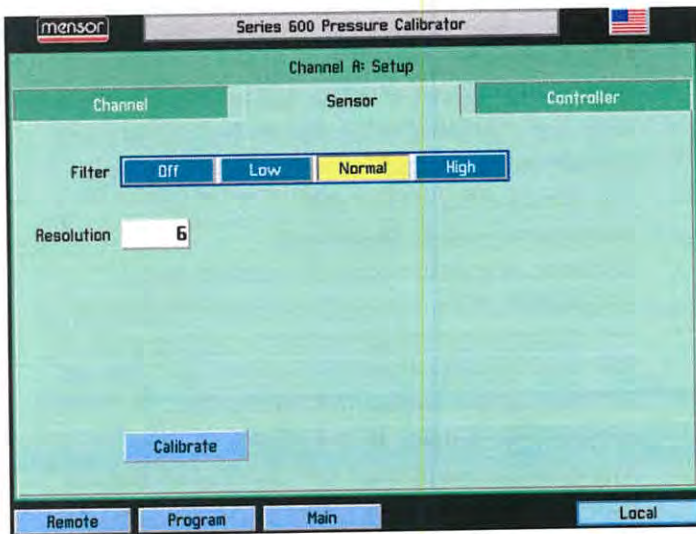 mensor
Series 600 Pressure Calibrator
Channel A: Setup
Channel Sensor Controller
Filter Off Low Normal High
Resolution 6
Calibrate
Remote Program Main Local